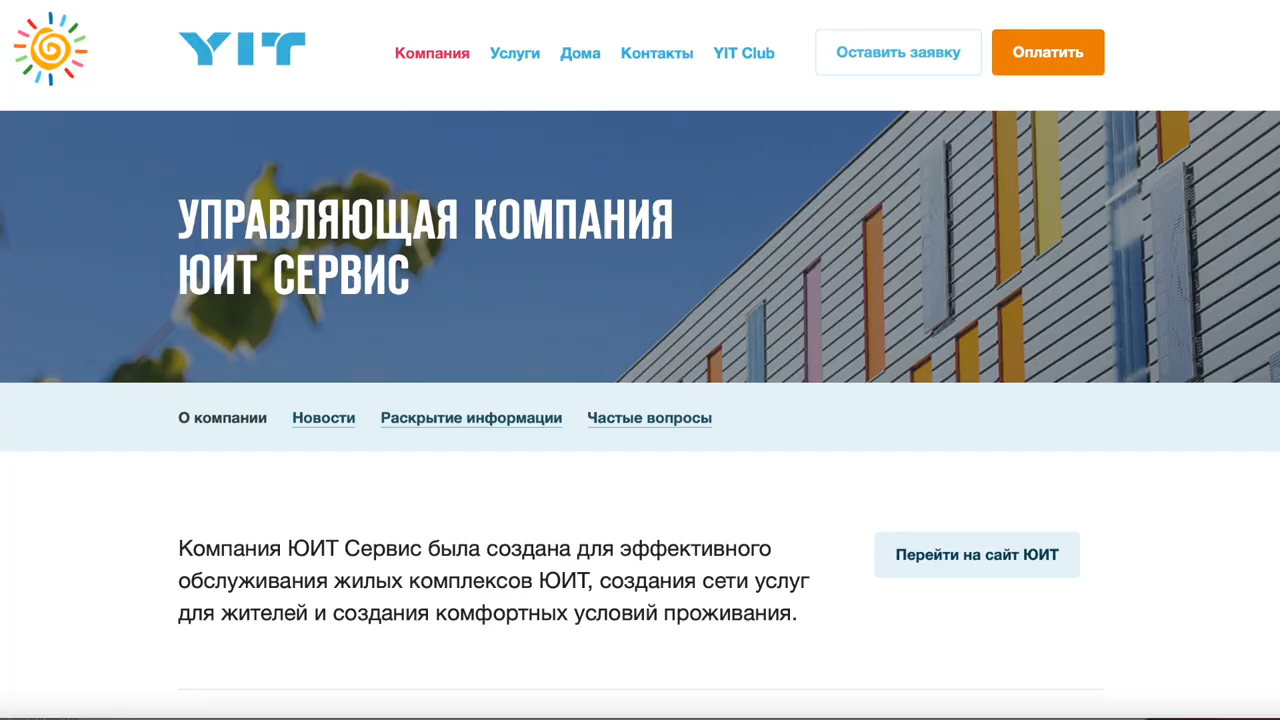 YIT
Компания Услуги Дома Контакты YIT Club Оставить заявку Оплатить
УПРАВЛЯЮЩАЯ КОМПАНИЯ
ЮИТ СЕРВИС
О компании Новости Раскрытие информации Частые вопросы
Компания ЮИТ Сервис была создана для эффективного
обслуживания жилых комплексов ЮИТ, создания сети услуг
для жителей и создания комфортных условий проживания.
Перейти на сайт ЮИТ